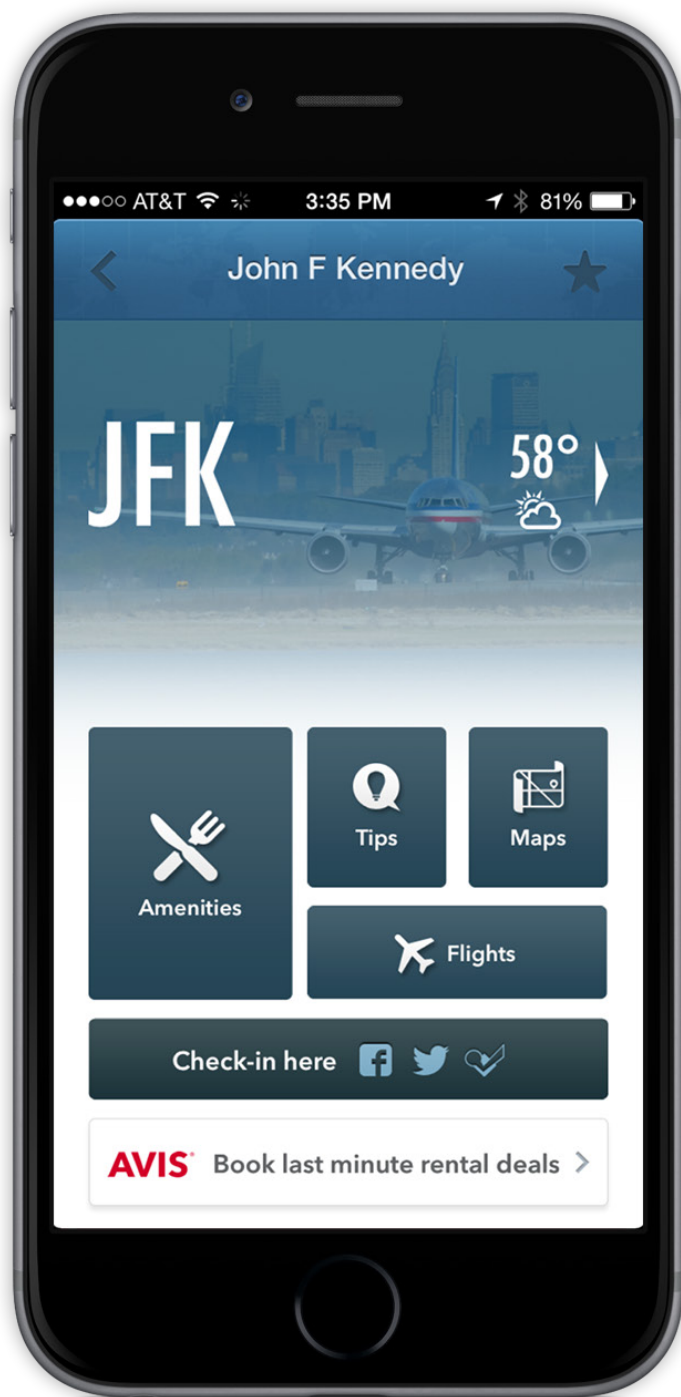 AT&T 3:35 PM 81%
John F Kennedy
JFK
58°
Tips
Maps
Amenities
Flights
Check-in here
AVIS Book last minute rental deals